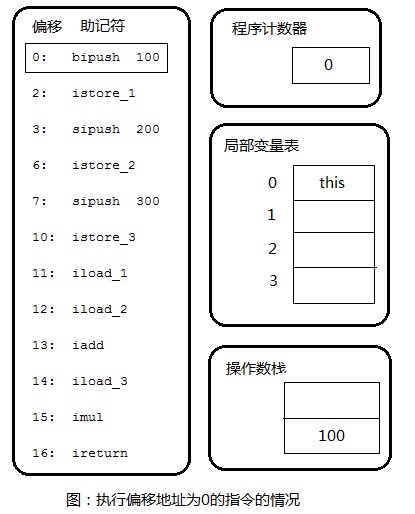 偏移 助记符
0: bipush 100
2: istore_1
3: sipush 200
6: istore_2
7: sipush 300
10: istore_3
11: iload_1
12: iload_2
13: iadd
14: iload_3
15: imul
16: ireturn
程序计数器
0
局部变量表
0 this
1
2
3
操作数栈
100
图：执行偏移地址为0的指令的情况